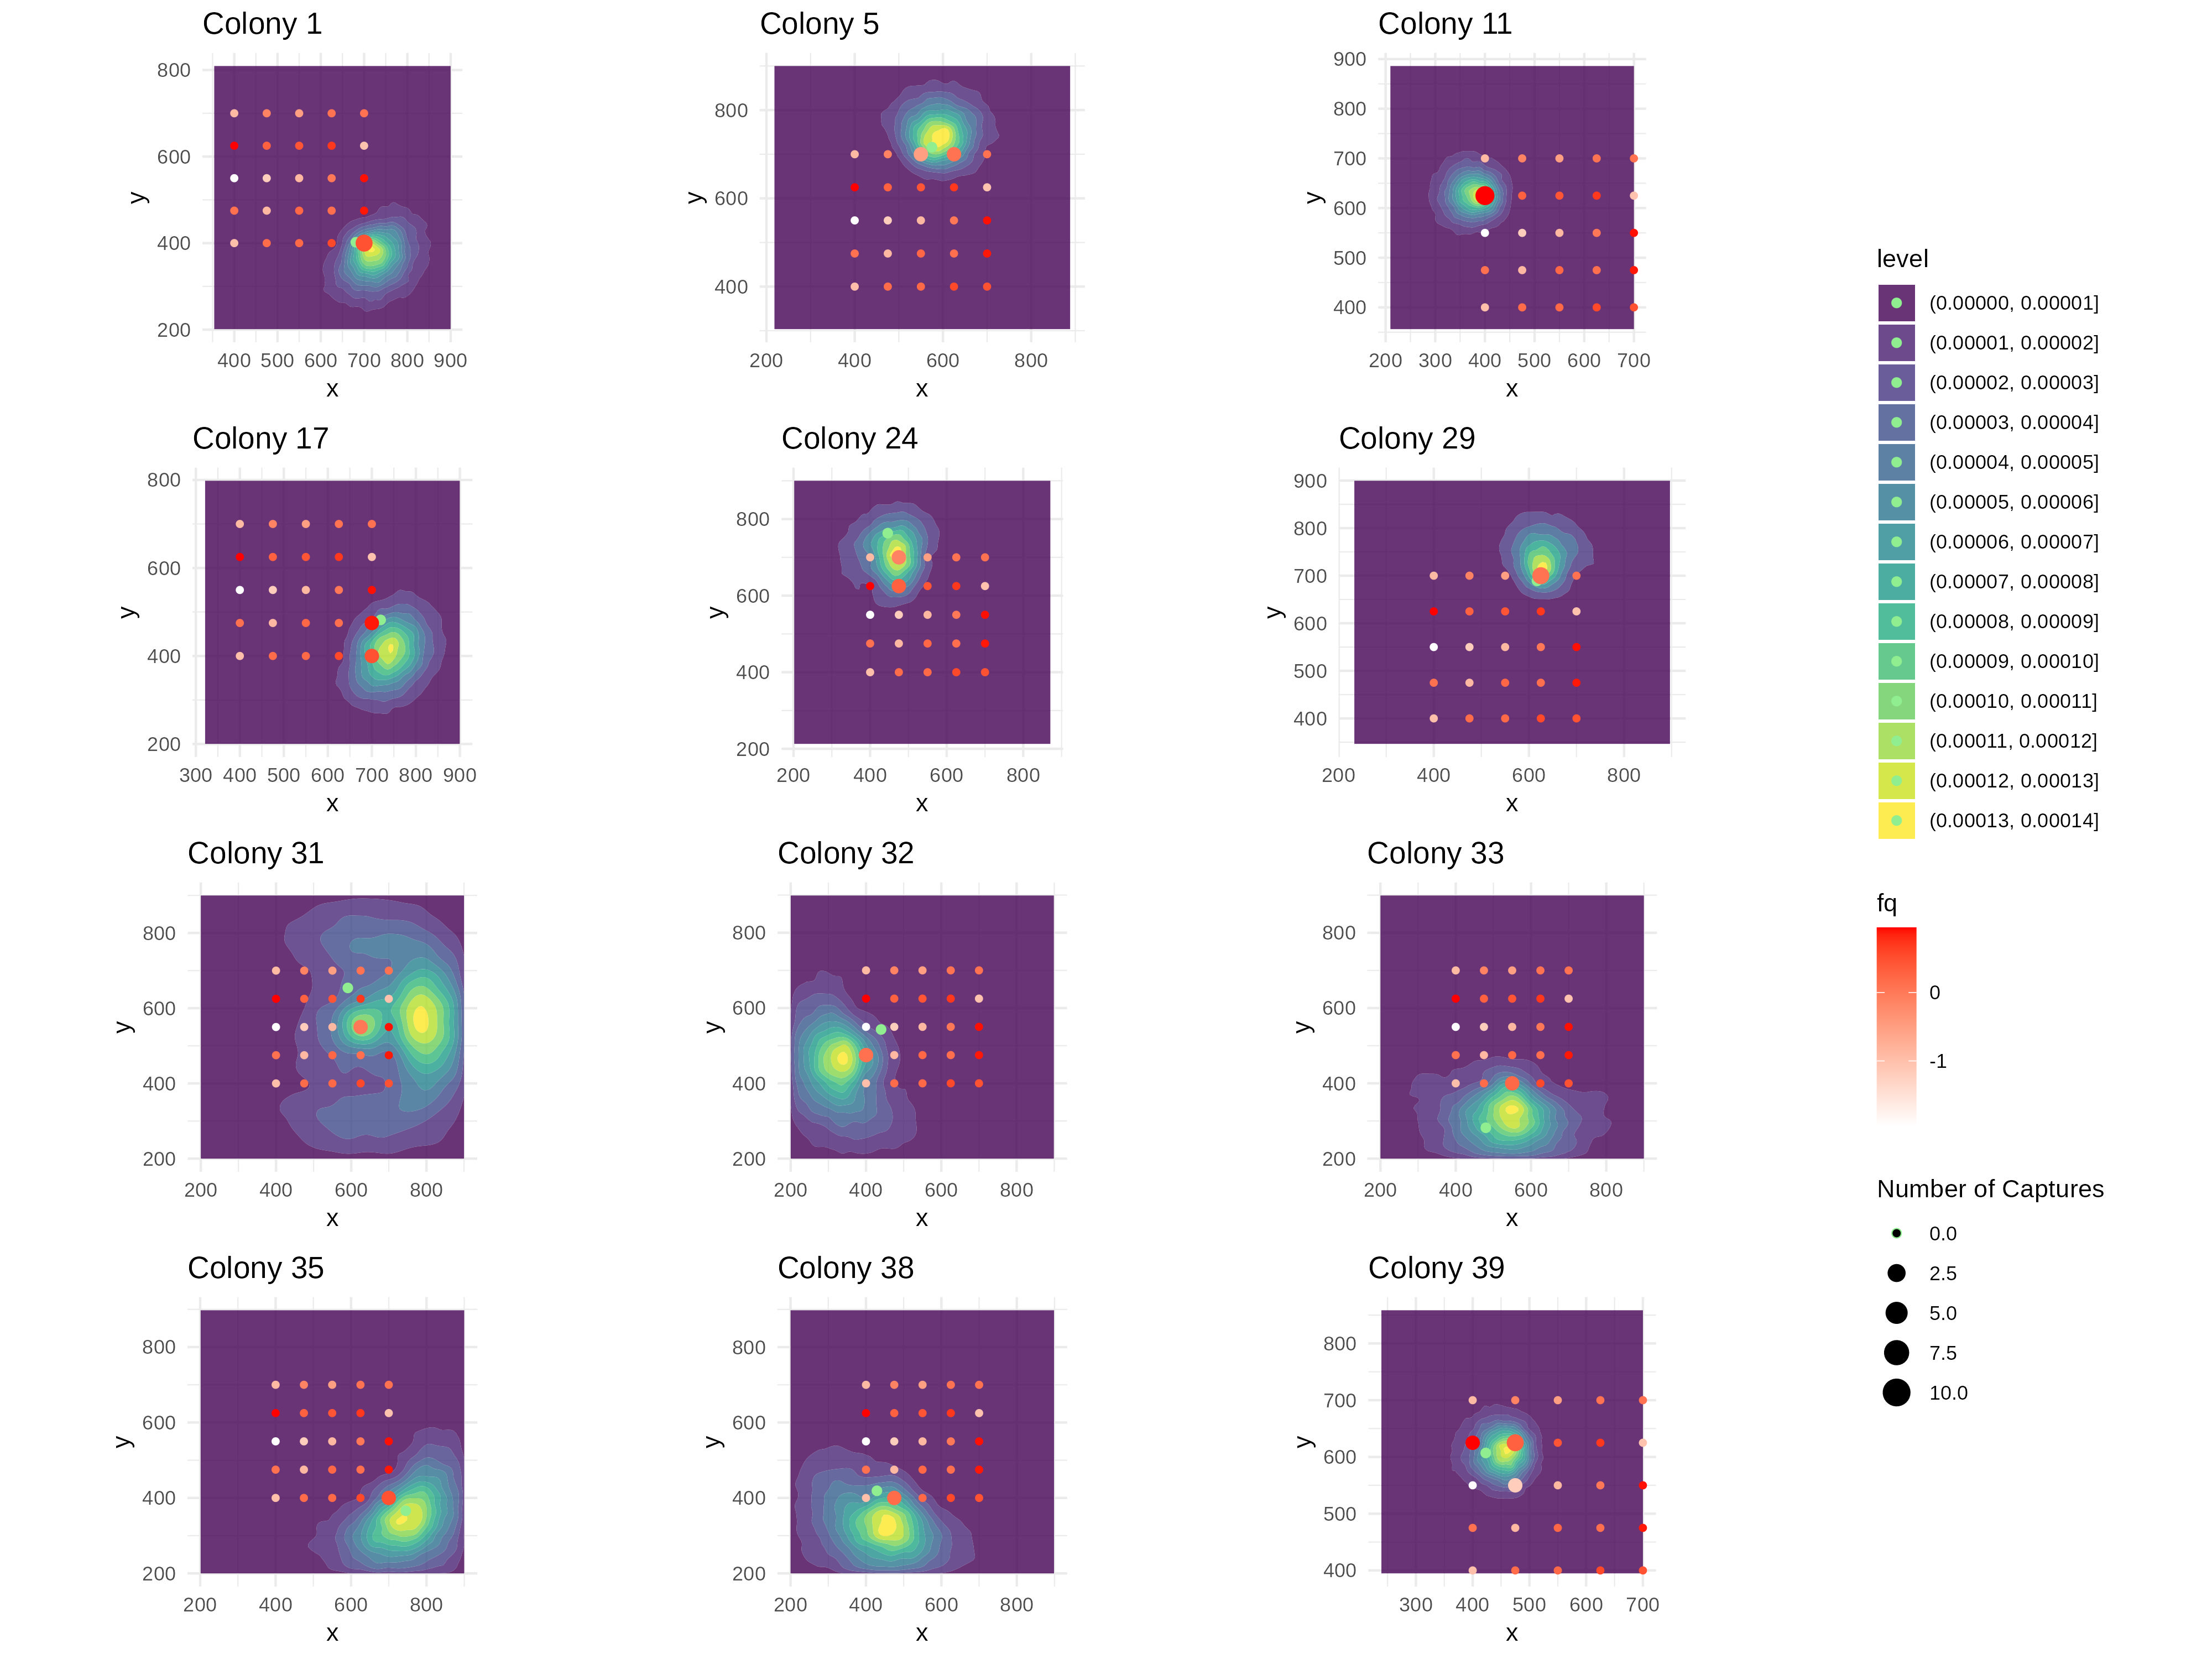 Colony 1
Colony 5
Colony 11
800
600
400
200
y
400 500 600 700 800 900
x
800
600
400
y
200 400 600 800
x
900
800
700
600
500
400
y
200 300 400 500 600 700
x
Colony 17
Colony 24
Colony 29
800
600
400
200
y
300 400 500 600 700 800 900
x
800
600
400
200
y
200 400 600 800
x
900
800
700
600
500
400
y
200 400 600 800
x
Colony 31
Colony 32
Colony 33
800
600
400
200
y
200 400 600 800
x
800
600
400
200
y
200 400 600 800
x
800
600
400
200
y
200 400 600 800
x
Colony 35
Colony 38
Colony 39
800
600
400
200
y
200 400 600 800
x
800
600
400
200
y
200 400 600 800
x
800
700
600
500
400
y
300 400 500 600 700
x
level
(0.00000, 0.00001]
(0.00001, 0.00002]
(0.00002, 0.00003]
(0.00003, 0.00004]
(0.00004, 0.00005]
(0.00005, 0.00006]
(0.00006, 0.00007]
(0.00007, 0.00008]
(0.00008, 0.00009]
(0.00009, 0.00010]
(0.00010, 0.00011]
(0.00011, 0.00012]
(0.00012, 0.00013]
(0.00013, 0.00014]
fq
0
-1
Number of Captures
0.0
2.5
5.0
7.5
10.0